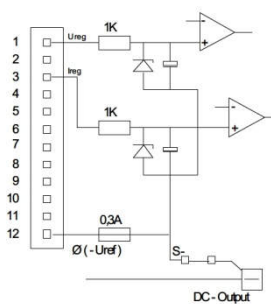 1K
1
Ureg
-
+
2
3
Ireg
4
1K
5
-
+
6
7
8
9
10
0,3A
11
12
Ø (-Uref)
S-
DC-Output